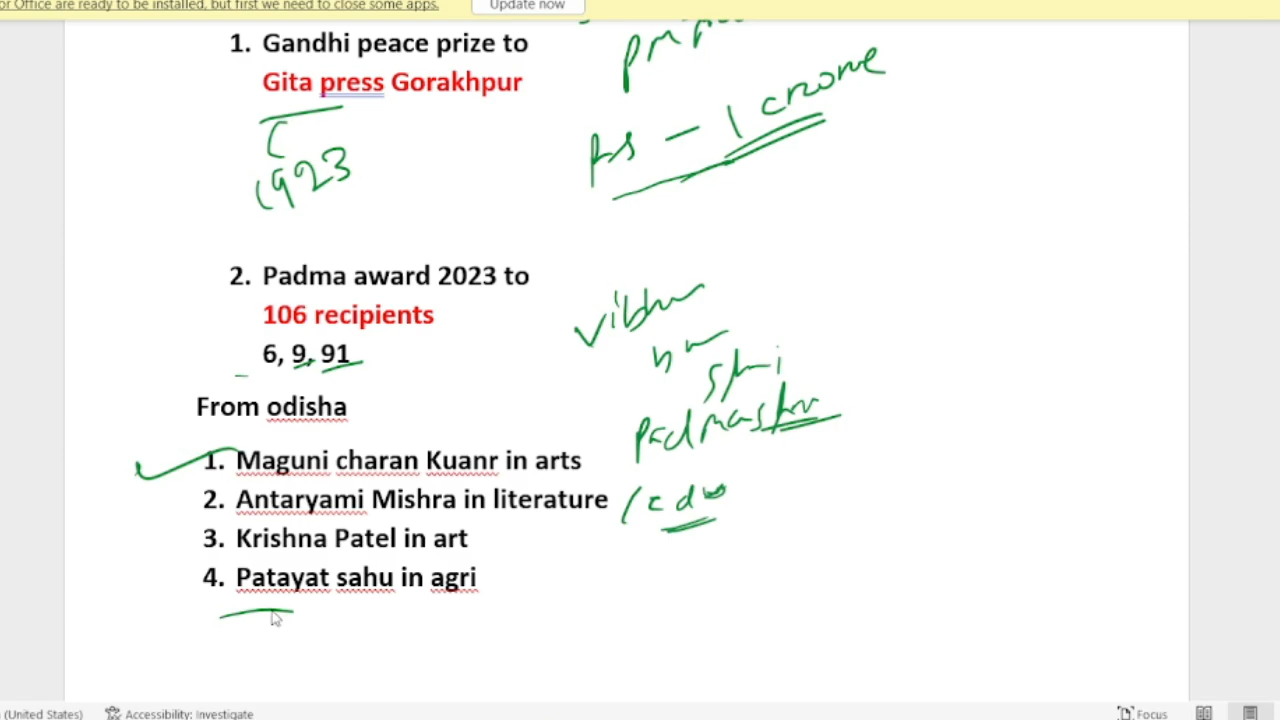 or Office are ready to be installed, but first we need to close some apps. Update now
1. Gandhi peace prize to
Gita press Gorakhpur
Rs - 1 crore
1923
2. Padma award 2023 to
106 recipients
6, 9, 91
From odisha
Padmashri
1. Maguni charan Kuanr in arts
2. Antaryami Mishra in literature
3. Krishna Patel in art
4. Patayat sahu in agri
(United States) Accessibility: Investigate Focus